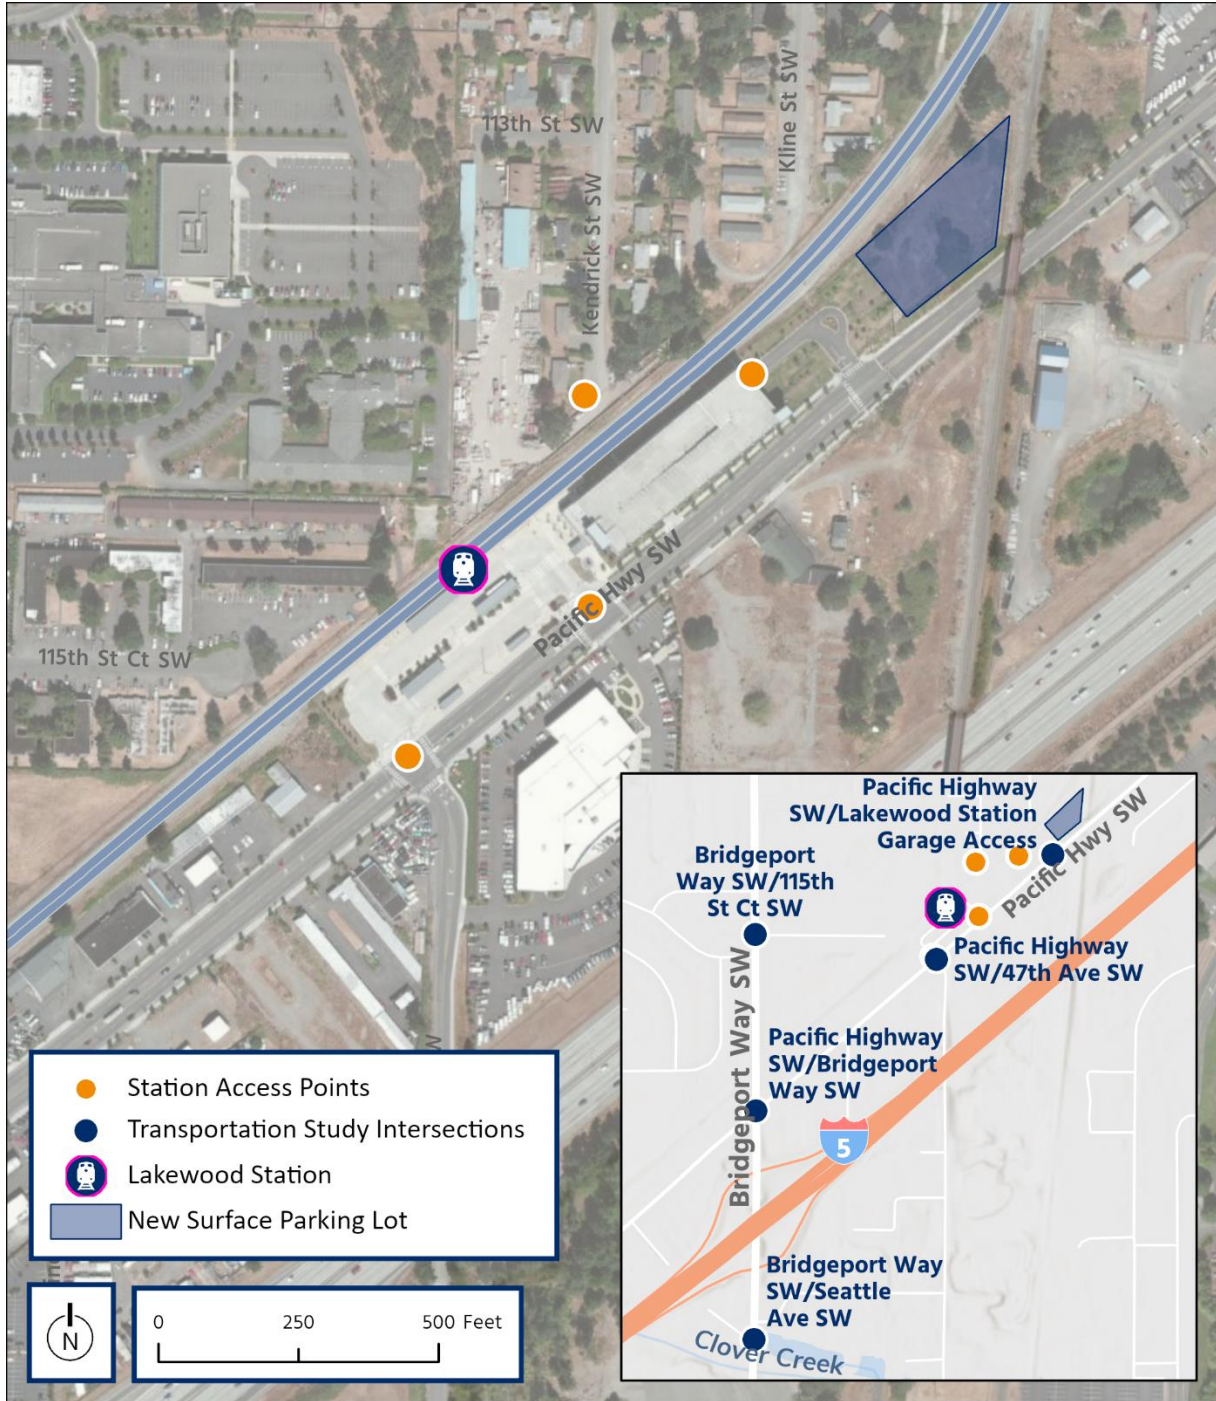 113th St SW
Kline St SW
Kendrick St SW
Pacific Hwy SW
115th St Ct SW
Pacific Highway
SW/Lakewood Station
Garage Access
Bridgeport
Way SW/115th
St Ct SW
Pacific Hwy SW
Pacific Highway
SW/47th Ave SW
Bridgeport Way SW
Pacific Highway
SW/Bridgeport
Way SW
5
Bridgeport Way
SW/Seattle
Ave SW
Clover Creek
Station Access Points
Transportation Study Intersections
Lakewood Station
New Surface Parking Lot
N
0 250 500 Feet